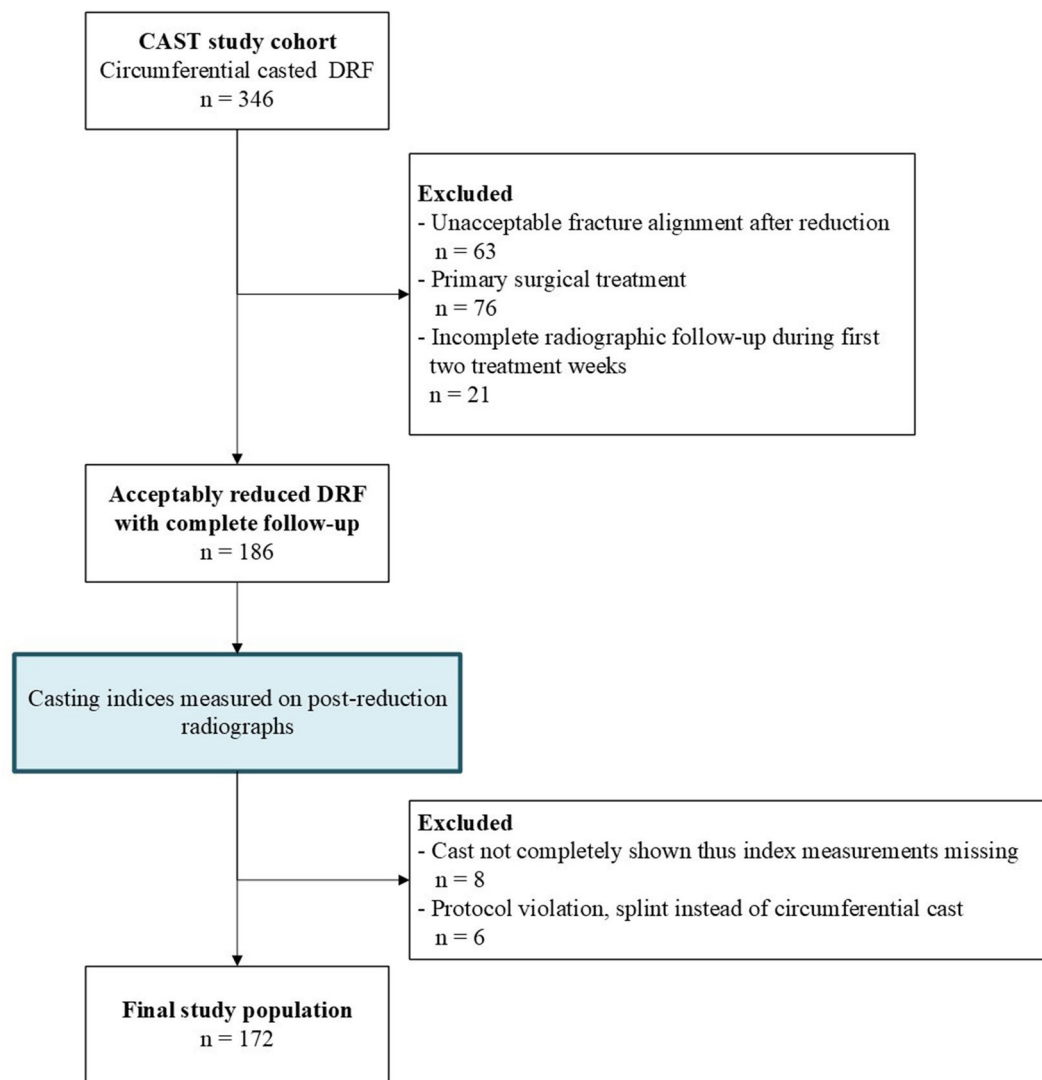 CAST study cohort
Circumferential casted DRF
n = 346
Excluded
- Unacceptable fracture alignment after reduction
n = 63
- Primary surgical treatment
n = 76
- Incomplete radiographic follow-up during first
two treatment weeks
n = 21
Acceptably reduced DRF
with complete follow-up
n = 186
Casting indices measured on post-reduction
radiographs
Excluded
- Cast not completely shown thus index measurements missing
n = 8
- Protocol violation, splint instead of circumferential cast
n = 6
Final study population
n = 172